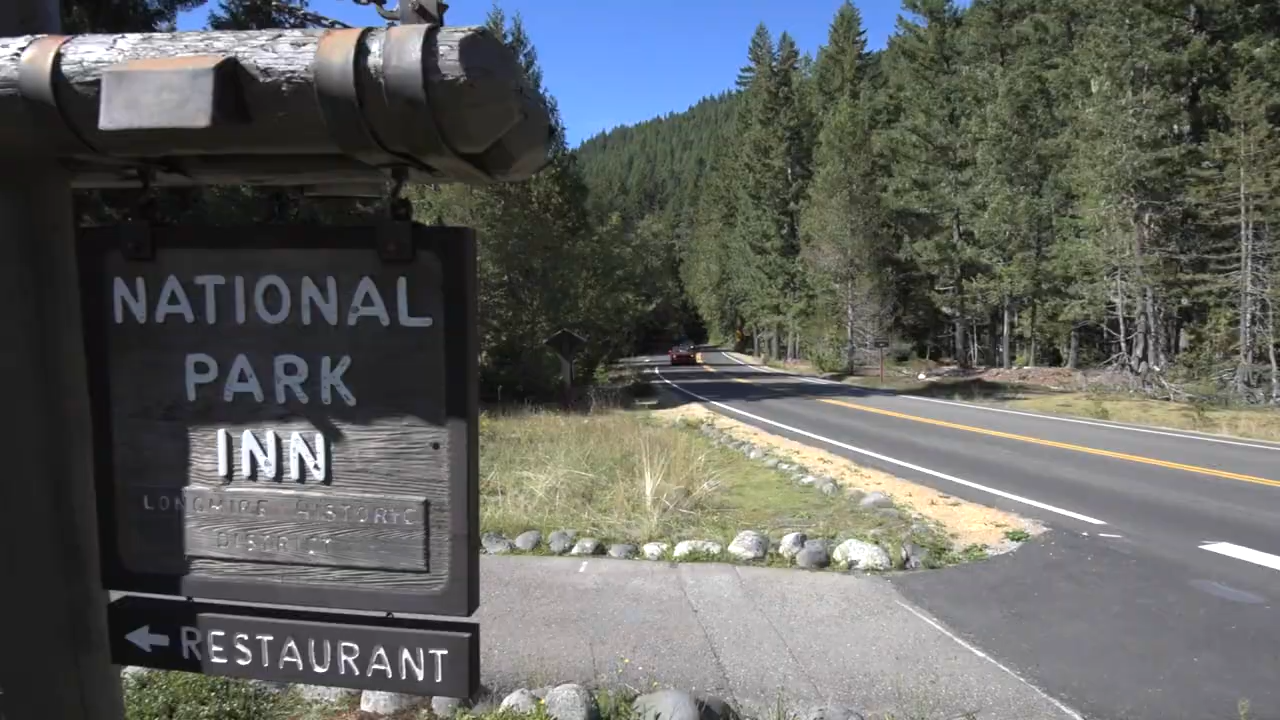 NATIONAL
PARK
INN
LONGMIRE HISTORIC
DISTRICT
RESTAURANT